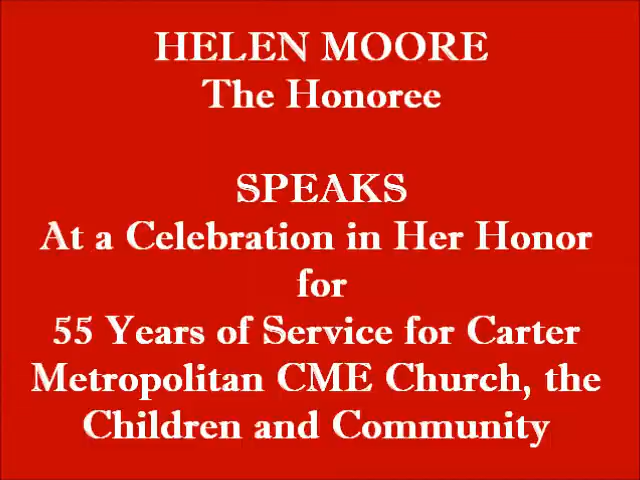 HELEN MOORE
The Honoree
SPEAKS
At a Celebration in Her Honor
for
55 Years of Service for Carter
Metropolitan CME Church, the
Children and Community